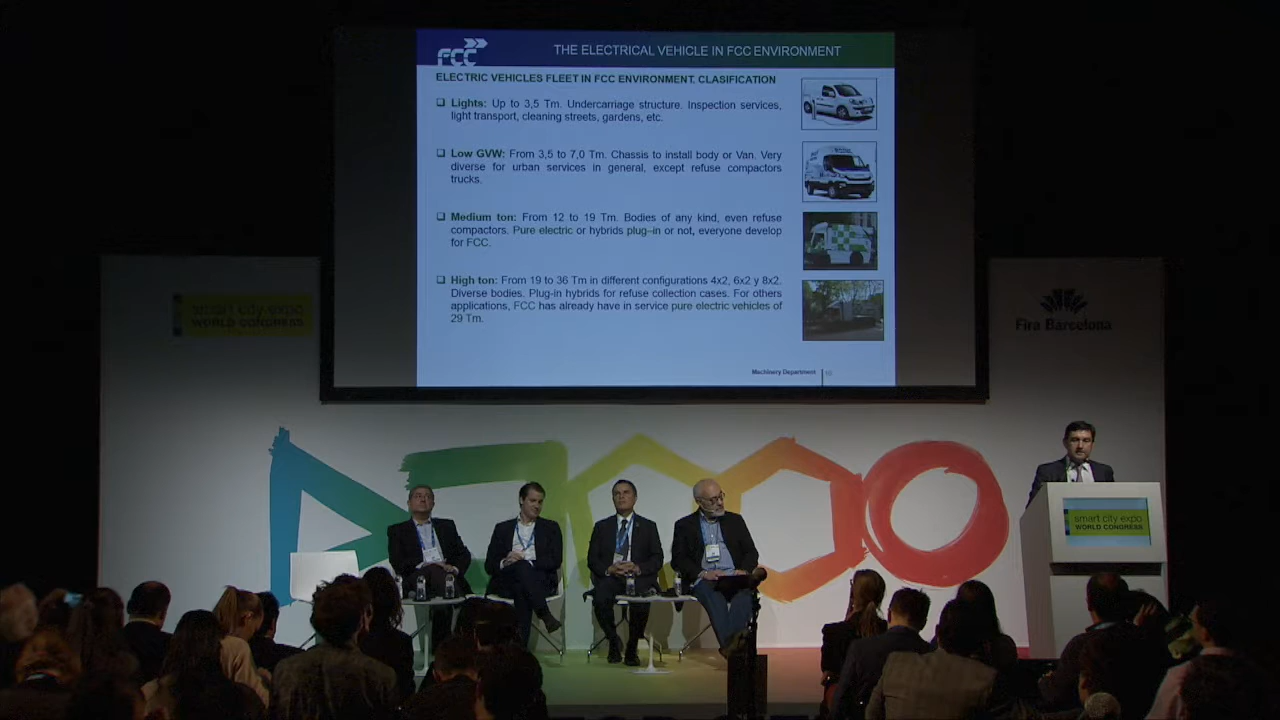 FCC
THE ELECTRICAL VEHICLE IN FCC ENVIRONMENT
ELECTRIC VEHICLES FLEET IN FCC ENVIRONMENT. CLASIFICATION
Lights: Up to 3,5 Tm. Undercarriage structure. Inspection services,
light transport, cleaning streets, gardens, etc.
Low GVW: From 3,5 to 7,0 Tm. Chassis to install body or Van. Very
diverse for urban services in general, except refuse compactors
trucks.
Medium ton: From 12 to 19 Tm. Bodies of any kind, even refuse
compactors. Pure electric or hybrids plug–in or not, everyone develop
for FCC.
High ton: From 19 to 36 Tm in different configurations 4x2, 6x2 y 8x2.
Diverse bodies. Plug-in hybrids for refuse collection cases. For others
applications, FCC has already have in service pure electric vehicles of
29 Tm.
Machinery Department
smart city expo
WORLD CONGRESS
Fira Barcelona
smart city expo
WORLD CONGRESS